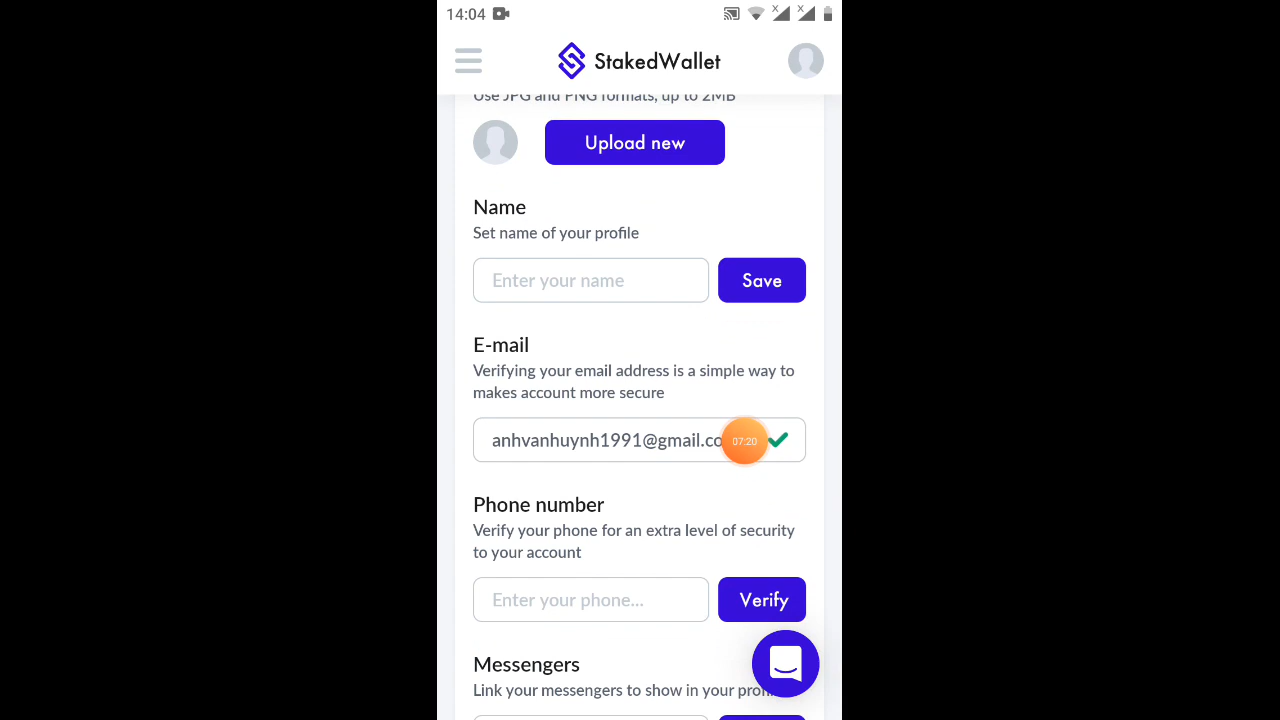 14:04
StakedWallet
Use JPG and PNG formats, up to 2MB
Upload new
Name
Set name of your profile
Enter your name
Save
E-mail
Verifying your email address is a simple way to
makes account more secure
anhvanhuynh1991@gmail.co
07:20
Phone number
Verify your phone for an extra level of security
to your account
Enter your phone...
Verify
Messengers
Link your messengers to show in your